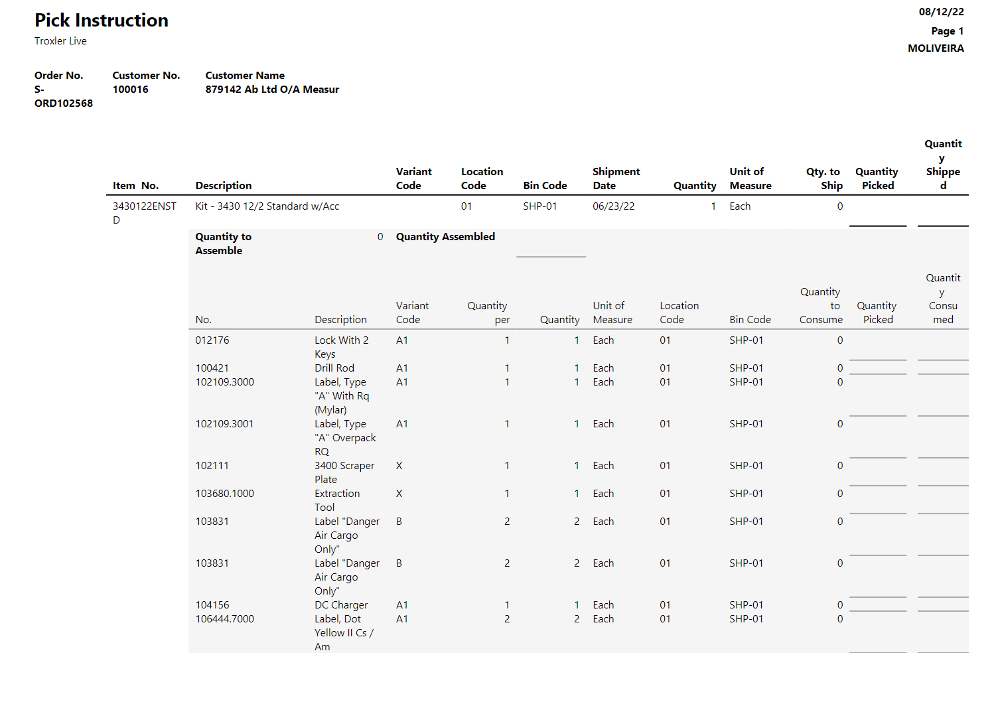 Pick Instruction
08/12/22
Troxler Live
Page 1
MOLIVEIRA
Order No. Customer No. Customer Name
S- 100016 879142 Ab Ltd O/A Measur
ORD102568
Quantit
y
Variant Location Shipment Unit of Qty. to Quantity Shippe
Item No. Description Code Code Bin Code Date Quantity Measure Ship Picked d
3430122ENST Kit - 3430 12/2 Standard w/Acc 01 SHP-01 06/23/22 1 Each 0
D
Quantity to 0 Quantity Assembled
Assemble
Quantit
Quantity y
Variant Quantity Unit of Location to Quantity Consu
No. Description Code per Quantity Measure Code Bin Code Consume Picked med
012176 Lock With 2 A1 1 1 Each 01 SHP-01 0
Keys
100421 Drill Rod A1 1 1 Each 01 SHP-01 0
102109.3000 Label, Type A1 1 1 Each 01 SHP-01 0
"A" With Rq
(Mylar)
102109.3001 Label, Type A1 1 1 Each 01 SHP-01 0
"A" Overpack
RQ
102111 3400 Scraper X 1 1 Each 01 SHP-01 0
Plate
103680.1000 Extraction X 1 1 Each 01 SHP-01 0
Tool
103831 Label "Danger B 2 2 Each 01 SHP-01 0
Air Cargo
Only"
103831 Label "Danger B 2 2 Each 01 SHP-01 0
Air Cargo
Only"
104156 DC Charger A1 1 1 Each 01 SHP-01 0
106444.7000 Label, Dot A1 2 2 Each 01 SHP-01 0
Yellow II Cs /
Am